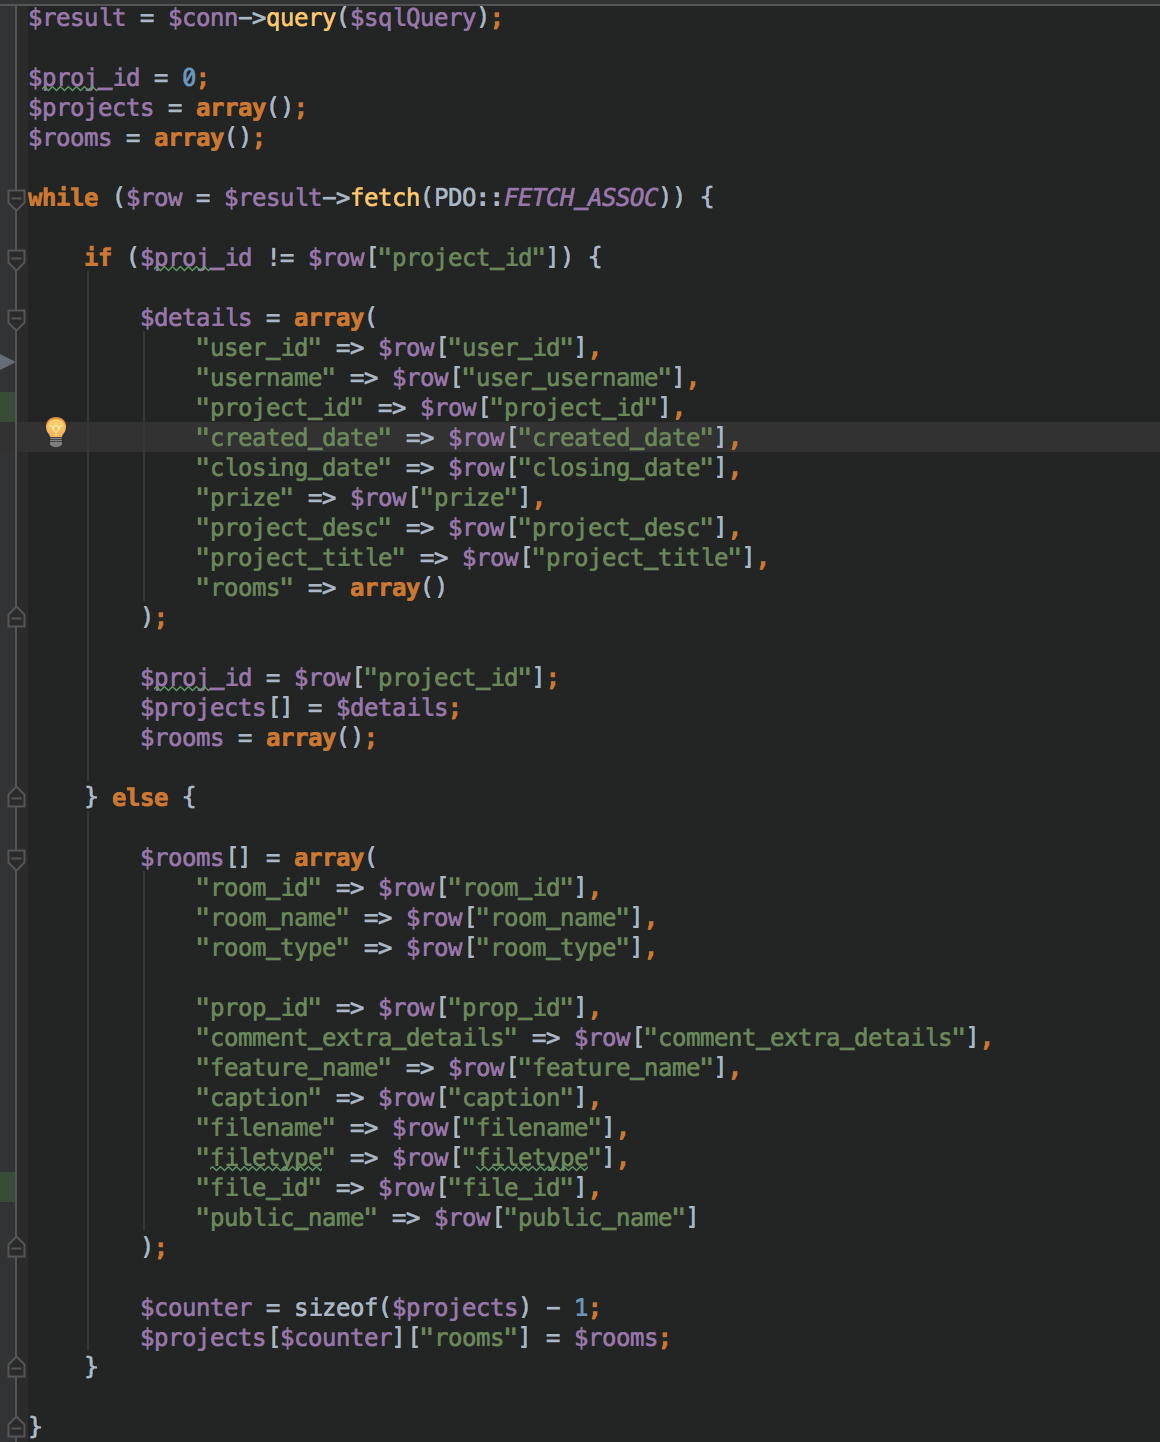 $result = $conn->query($sqlQuery);
$proj_id = 0;
$projects = array();
$rooms = array();
while ($row = $result->fetch(PDO::FETCH_ASSOC)) {
if ($proj_id != $row["project_id"]) {
$details = array(
"user_id" => $row["user_id"],
"username" => $row["user_username"],
"project_id" => $row["project_id"],
"created_date" => $row["created_date"],
"closing_date" => $row["closing_date"],
"prize" => $row["prize"],
"project_desc" => $row["project_desc"],
"project_title" => $row["project_title"],
"rooms" => array()
);
$proj_id = $row["project_id"];
$projects[] = $details;
$rooms = array();
} else {
$rooms[] = array(
"room_id" => $row["room_id"],
"room_name" => $row["room_name"],
"room_type" => $row["room_type"],
"prop_id" => $row["prop_id"],
"comment_extra_details" => $row["comment_extra_details"],
"feature_name" => $row["feature_name"],
"caption" => $row["caption"],
"filename" => $row["filename"],
"filetype" => $row["filetype"],
"file_id" => $row["file_id"],
"public_name" => $row["public_name"]
);
$counter = sizeof($projects) - 1;
$projects[$counter]["rooms"] = $rooms;
}
}